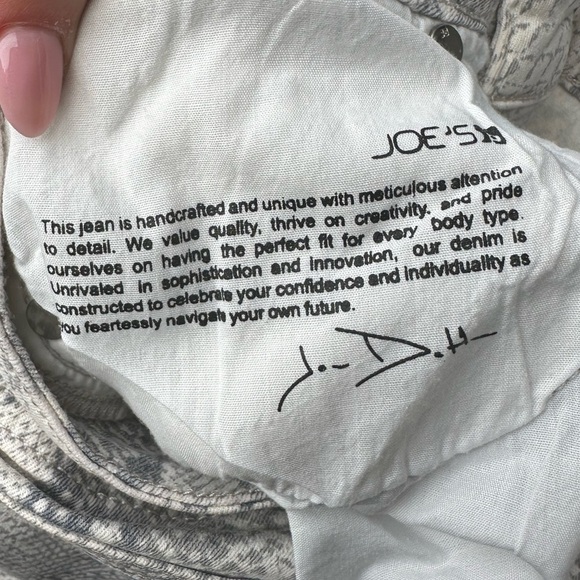 JOE'S
This jean is handcrafted and unique with meticulous attention
to detail. We value quality, thrive on creativity, and pride
ourselves on having the perfect fit for every body type.
Unrivaled in sophistication and innovation, our denim is
constructed to celebrate your confidence and individuality as
you fearlessly navigate your own future.